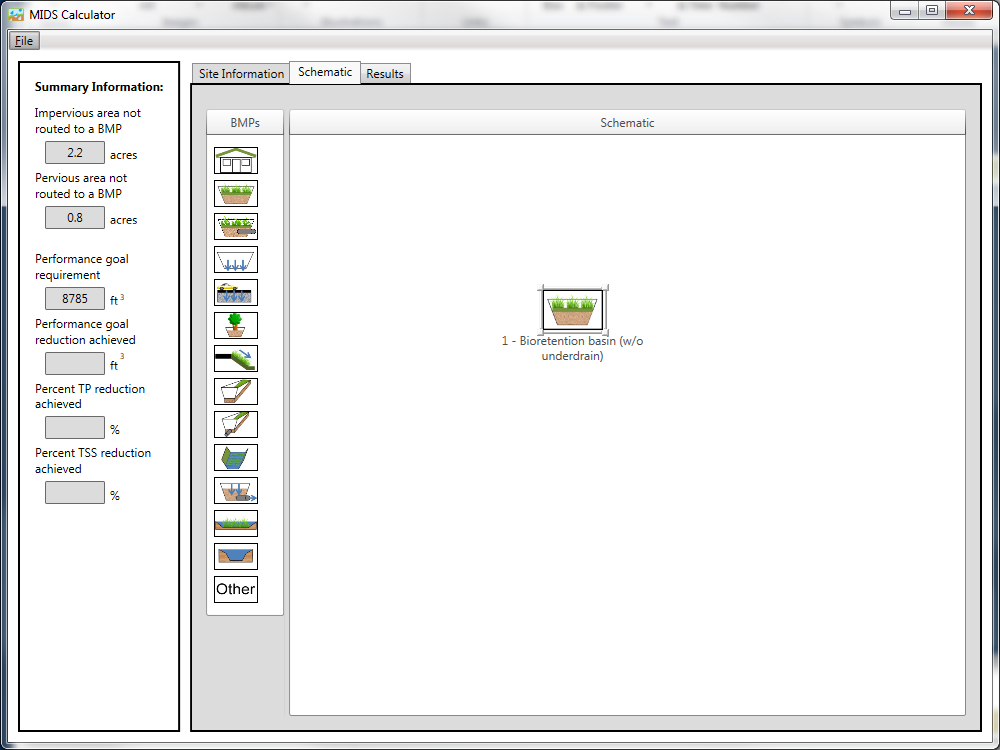 MIDS Calculator
File
Summary Information:
Impervious area not
routed to a BMP
2.2 acres
Pervious area not
routed to a BMP
0.8 acres
Performance goal
requirement
8785 ft 3
Performance goal
reduction achieved
ft 3
Percent TP reduction
achieved
%
Percent TSS reduction
achieved
%
Site Information Schematic Results
BMPs
Other
Schematic
1 - Bioretention basin (w/o
underdrain)